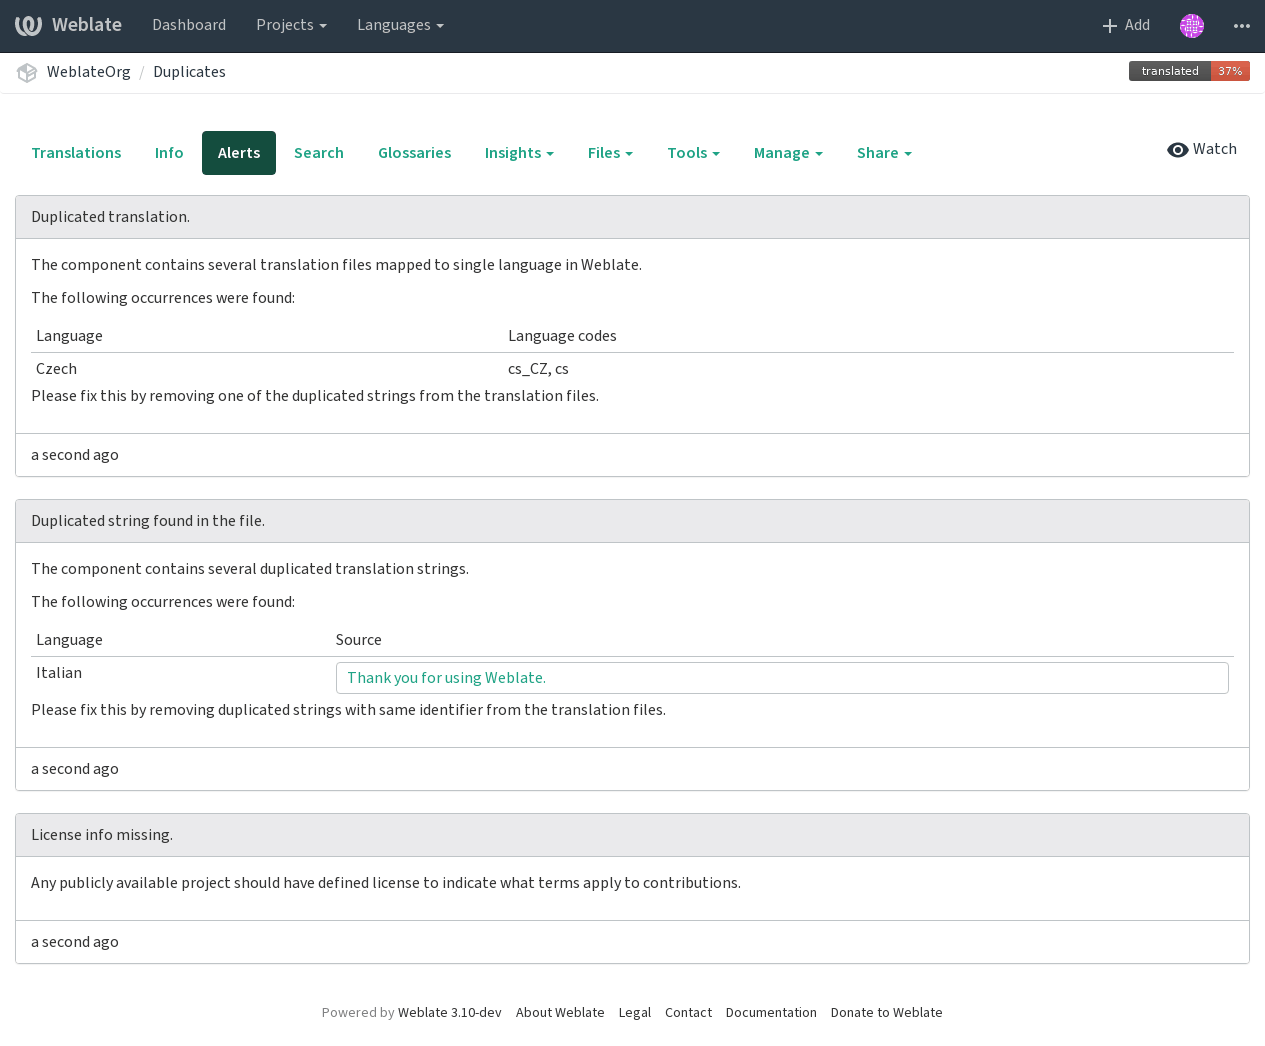 Weblate Dashboard Projects Languages Add
WeblateOrg / Duplicates translated 37%
Translations Info Alerts Search Glossaries Insights Files Tools Manage Share Watch
Duplicated translation.
The component contains several translation files mapped to single language in Weblate.
The following occurrences were found:
Language Language codes
Czech cs_CZ, cs
Please fix this by removing one of the duplicated strings from the translation files.
a second ago
Duplicated string found in the file.
The component contains several duplicated translation strings.
The following occurrences were found:
Language Source
Italian Thank you for using Weblate.
Please fix this by removing duplicated strings with same identifier from the translation files.
a second ago
License info missing.
Any publicly available project should have defined license to indicate what terms apply to contributions.
a second ago
Powered by Weblate 3.10-dev About Weblate Legal Contact Documentation Donate to Weblate